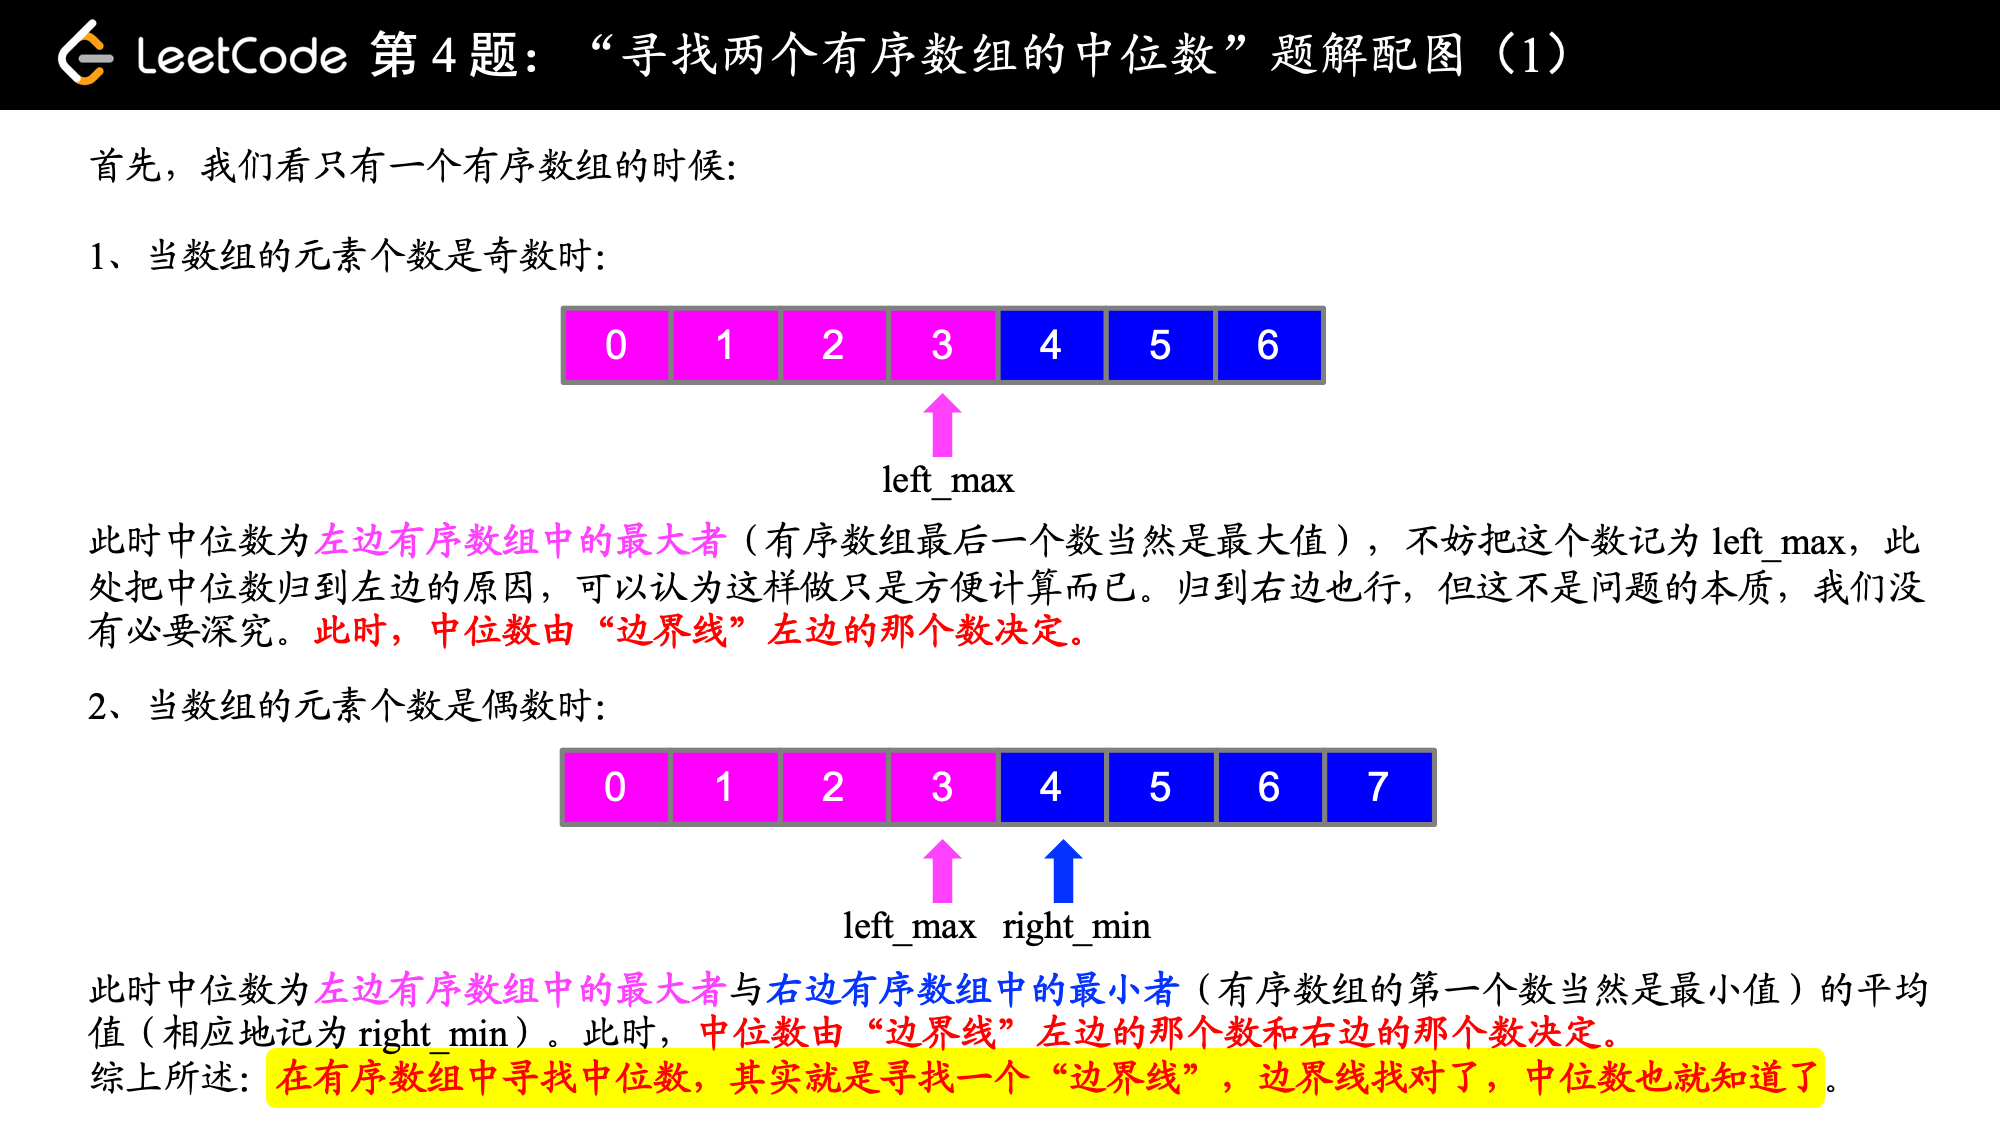 LeetCode 第 4 题：“寻找两个有序数组的中位数”题解配图（1）
首先，我们看只有一个有序数组的时候：
1、当数组的元素个数是奇数时：
0 1 2 3 4 5 6
left_max
此时中位数为左边有序数组中的最大者（有序数组最后一个数当然是最大值），不妨把这个数记为 left_max，此
处把中位数归到左边的原因，可以认为这样做只是方便计算而已。归到右边也行，但这不是问题的本质，我们没
有必要深究。此时，中位数由“边界线”左边的那个数决定。
2、当数组的元素个数是偶数时：
0 1 2 3 4 5 6 7
left_max right_min
此时中位数为左边有序数组中的最大者与右边有序数组中的最小者（有序数组的第一个数当然是最小值）的平均
值（相应地记为 right_min）。此时，中位数由“边界线”左边的那个数和右边的那个数决定。
综上所述：在有序数组中寻找中位数，其实就是寻找一个“边界线”，边界线找对了，中位数也就知道了。